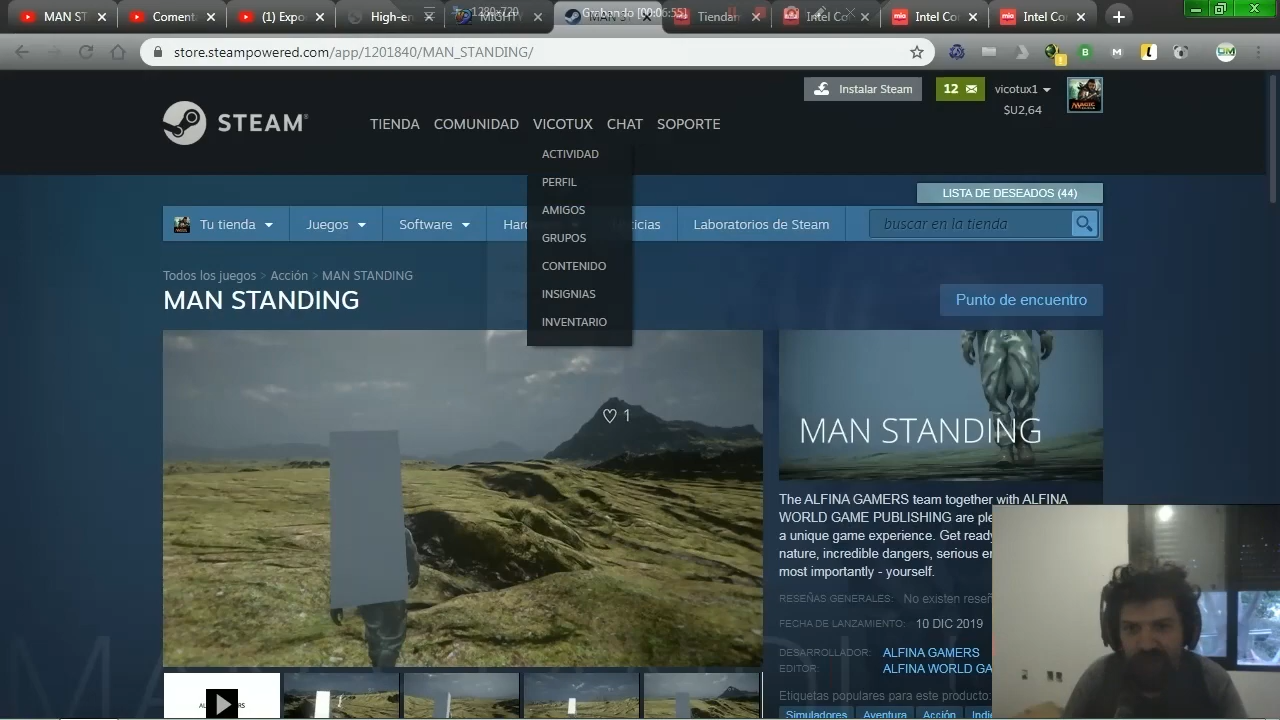 MAN ST
Coment
(1) Expo
High-en
MIGHT
Tiendan
Intel Co
Intel Co
Intel Co
1280x720
Grabando [00:06:55]
store.steampowered.com/app/1201840/MAN_STANDING/
Instalar Steam
12
vicotux1
$U2,64
STEAM
TIENDA
COMUNIDAD
VICOTUX
CHAT
SOPORTE
ACTIVIDAD
PERFIL
AMIGOS
GRUPOS
CONTENIDO
INSIGNIAS
INVENTARIO
LISTA DE DESEADOS (44)
Tu tienda
Juegos
Software
Laboratorios de Steam
buscar en la tienda
Todos los juegos > Acción > MAN STANDING
MAN STANDING
Punto de encuentro
1
MAN STANDING
The ALFINA GAMERS team together with ALFINA
WORLD GAME PUBLISHING are ple
a unique game experience. Get ready
nature, incredible dangers, serious en
most importantly - yourself.
RESEÑAS GENERALES: No existen reseñ
FECHA DE LANZAMIENTO: 10 DIC 2019
DESARROLLADOR: ALFINA GAMERS
EDITOR: ALFINA WORLD GA
Etiquetas populares para este producto:
Simuladores
Aventura
Acción
Indie